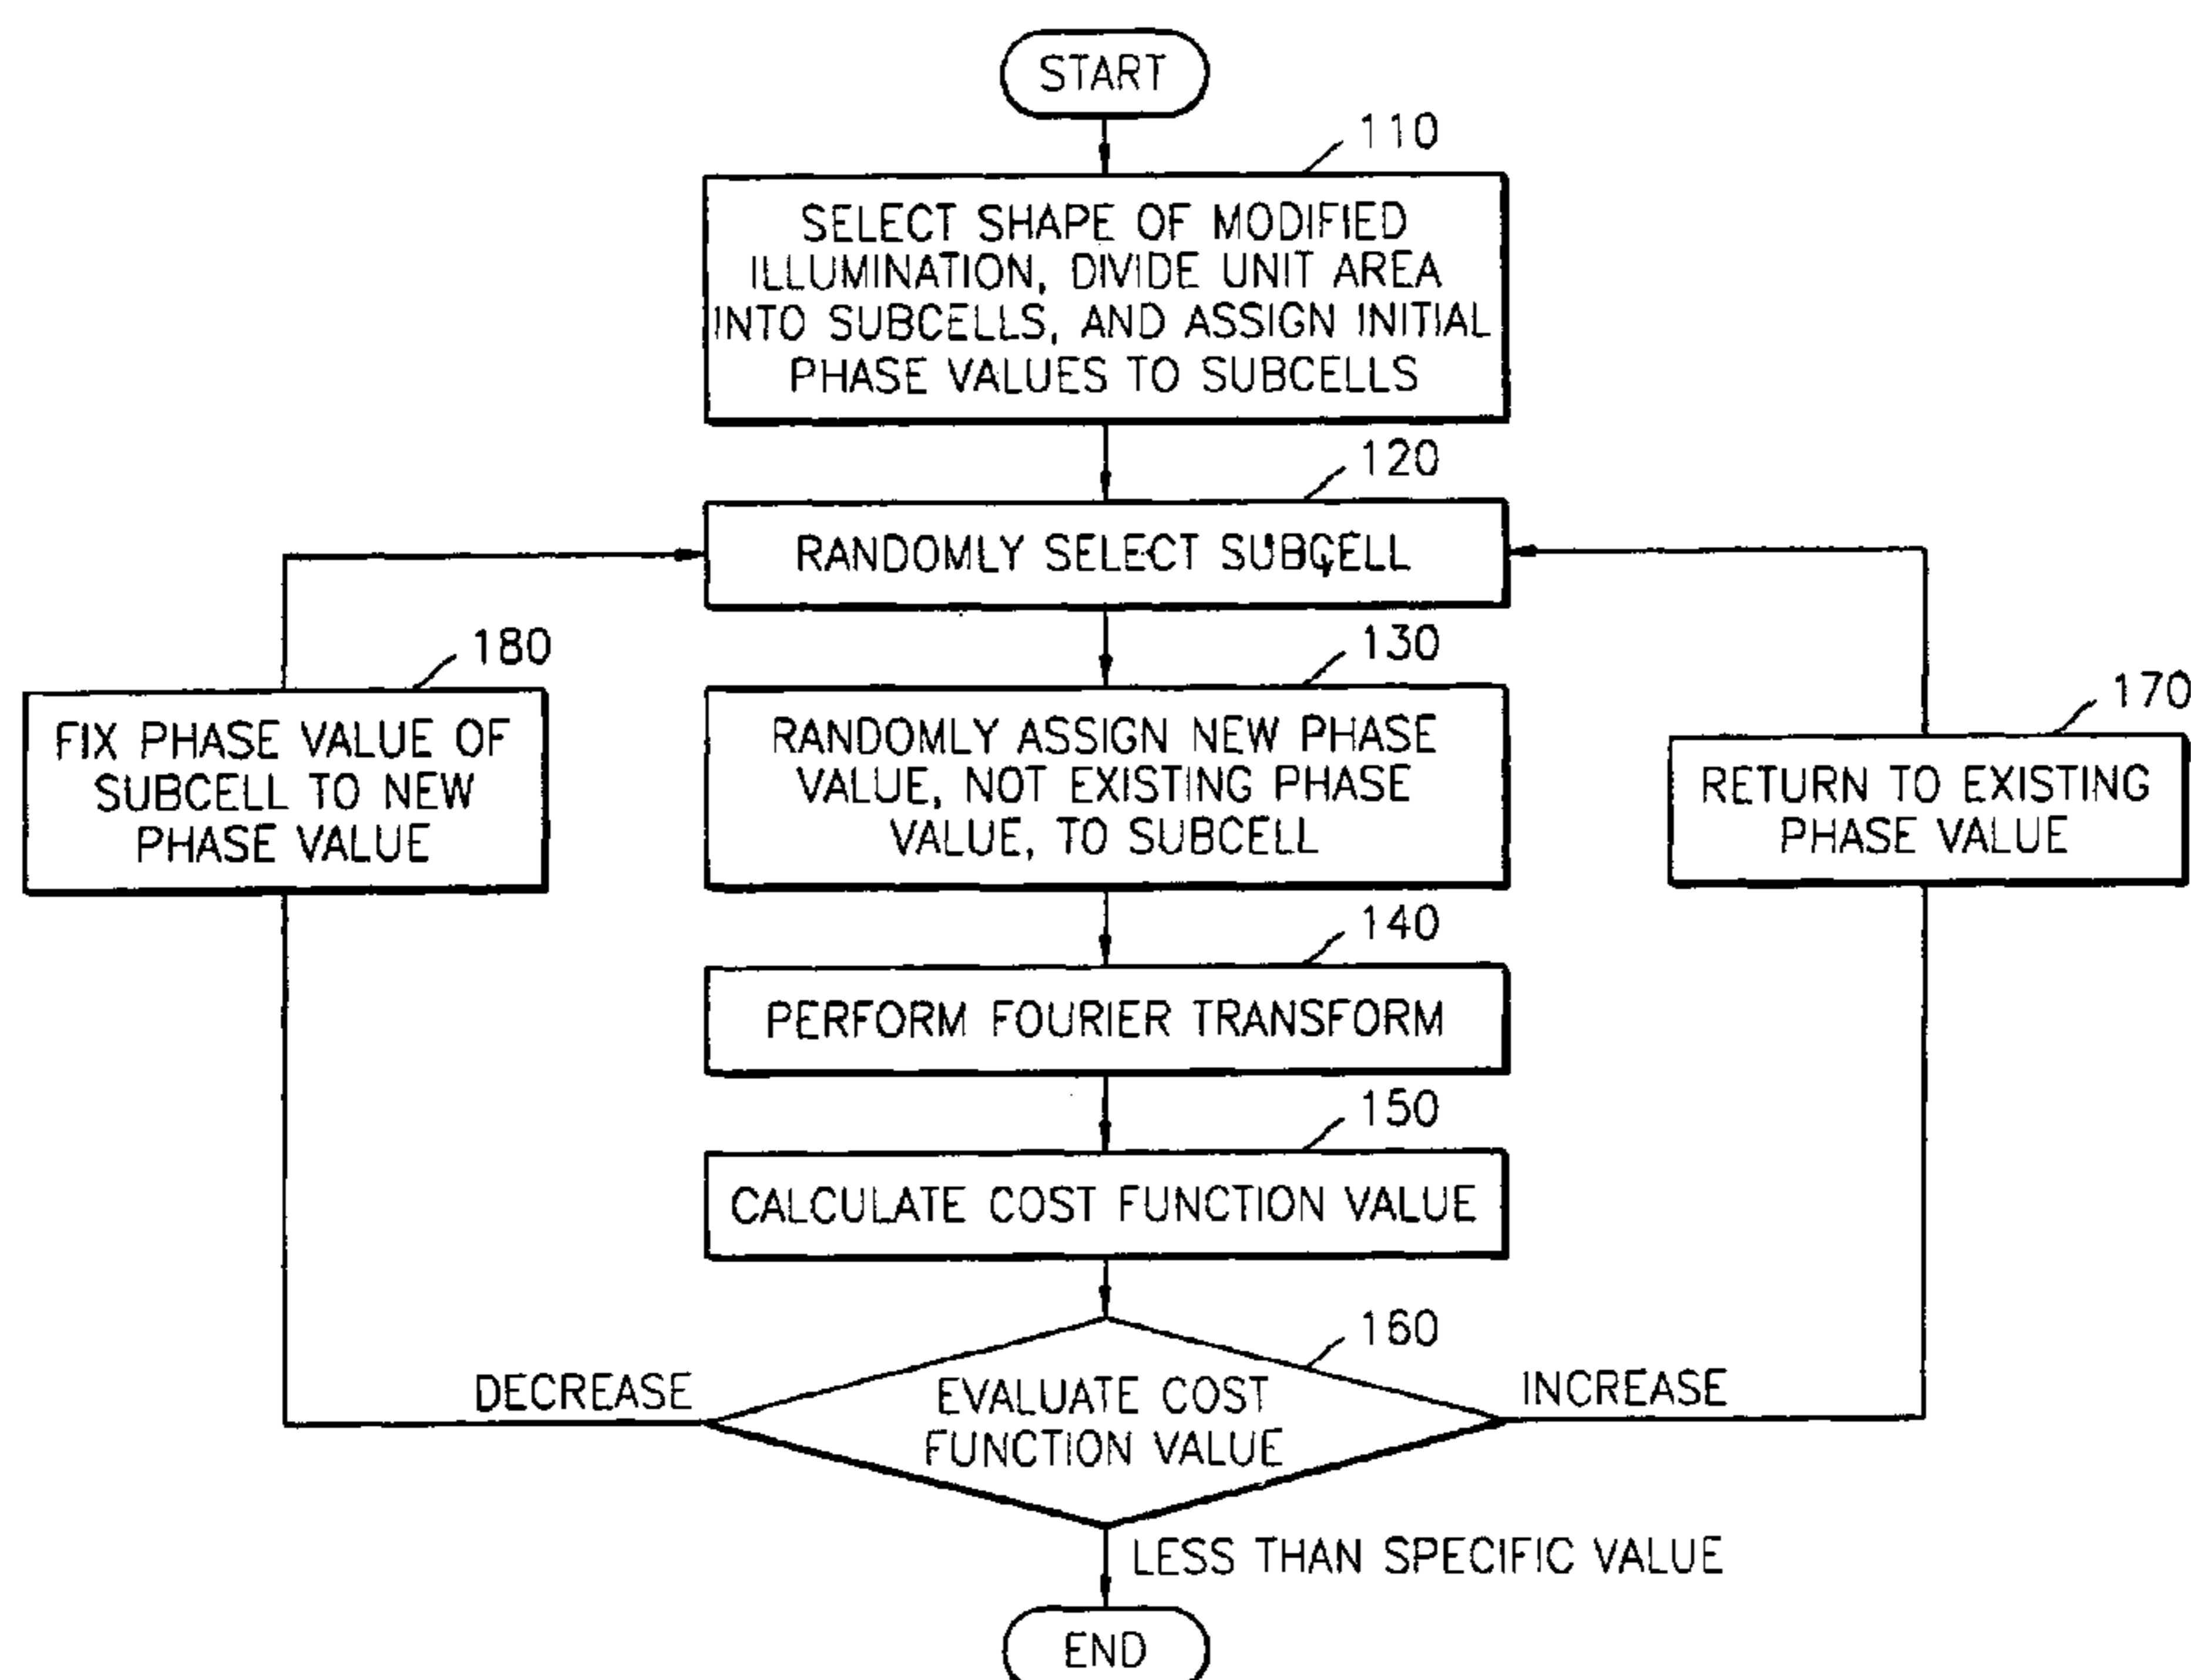 START
110
SELECT SHAPE OF MODIFIED
ILLUMINATION, DIVIDE UNIT AREA
INTO SUBCELLS, AND ASSIGN INITIAL
PHASE VALUES TO SUBCELLS
120
RANDOMLY SELECT SUBCELL
180
FIX PHASE VALUE OF
SUBCELL TO NEW
PHASE VALUE
130
RANDOMLY ASSIGN NEW PHASE
VALUE, NOT EXISTING PHASE
VALUE, TO SUBCELL
170
RETURN TO EXISTING
PHASE VALUE
140
PERFORM FOURIER TRANSFORM
150
CALCULATE COST FUNCTION VALUE
160
DECREASE
EVALUATE COST
FUNCTION VALUE
INCREASE
LESS THAN SPECIFIC VALUE
END